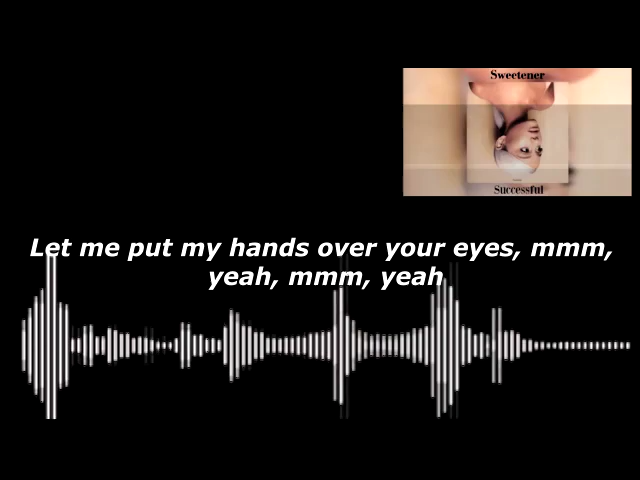 Sweetener
Successful
Let me put my hands over your eyes, mmm,
yeah, mmm, yeah